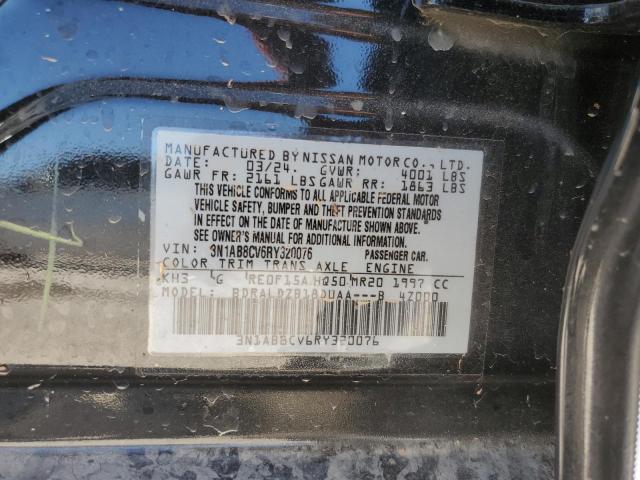 MANUFACTURED BY NISSAN MOTOR CO., LTD.
DATE: 03/24 GVWR: 4001 LBS
GAWR FR: 2161 LBS GAWR RR: 1863 LBS
THIS VEHICLE CONFORMS TO ALL APPLICABLE FEDERAL MOTOR
VEHICLE SAFETY, BUMPER AND THEFT PREVENTION STANDARDS
IN EFFECT ON THE DATE OF MANUFACTURE SHOWN ABOVE.
SEE OWNER'S MANUAL FOR ADDITIONAL INFORMATION.
VIN: 3N1AB8CV6RY320076 PASSENGER CAR.
COLOR TRIM TRANS AXLE ENGINE
KH3 G RE0F15A HQ50 MR20 1997 CC
MODEL: 4Z000
3N1AB8CV6RY320076